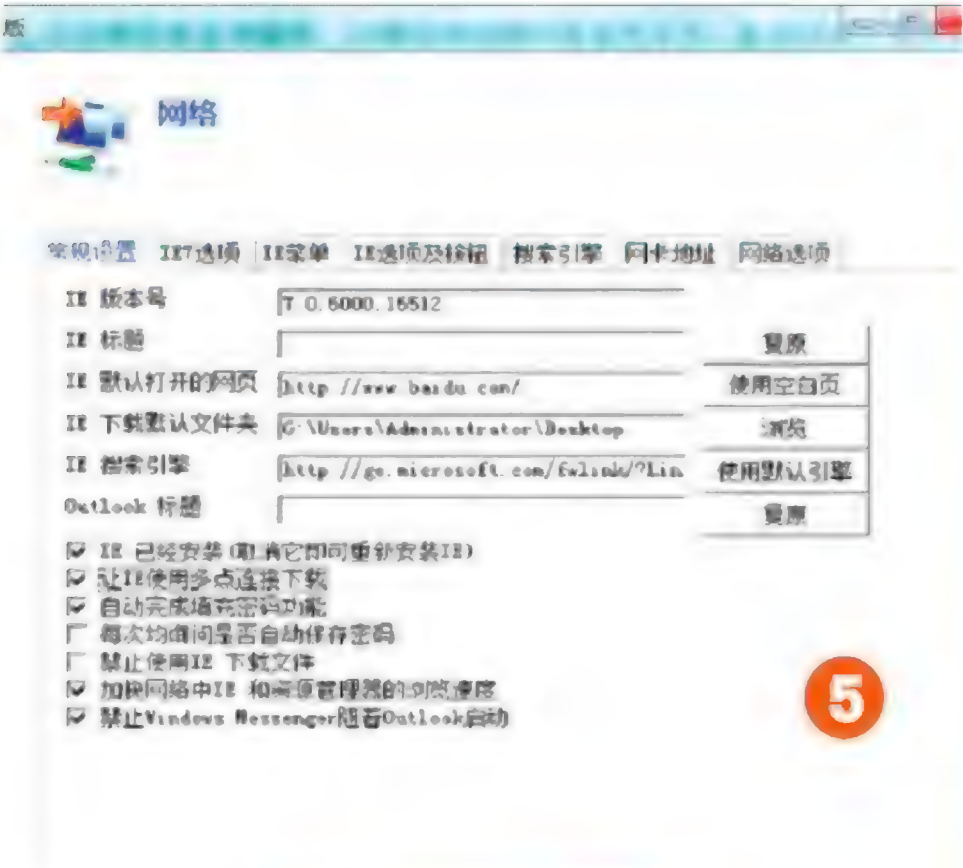 版
网络
常规设置 IE7选项 IE菜单 IE选项及按钮 搜索引擎 网卡地址 网络选项
IE 版本号 7.0.6000.16512
IE 标题 复原
IE 默认打开的网页 http://www.baidu.com/ 使用空白页
IE 下载默认文件夹 G:\Users\Administrator\Desktop 浏览
IE 搜索引擎 http://go.microsoft.com/fwlink/?Lin 使用默认引擎
Outlook 标题 复原
IE 已经安装(取消它即可重新安装IE)
让IE使用多点连接下载
自动完成填充密码功能
每次均询问是否自动保存密码
禁止使用IE 下载文件
加快网络中IE 和资源管理器的浏览速度
禁止Windows Messenger随着Outlook启动
5